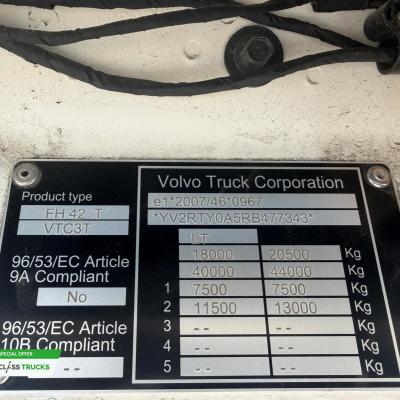 Volvo Truck Corporation
Product type
FH 42 T
VTC3T
e1*2007/46*0967
*YV2RTY0A5RB477343*
96/53/EC Article
9A Compliant
No
96/53/EC Article
10B Compliant
--
LT
18000 20500 Kg
40000 44000 Kg
1 7500 7500 Kg
2 11500 13000 Kg
3 -- -- Kg
4 -- -- Kg
5 -- -- Kg
SPECIAL OFFER
CLASS TRUCKS